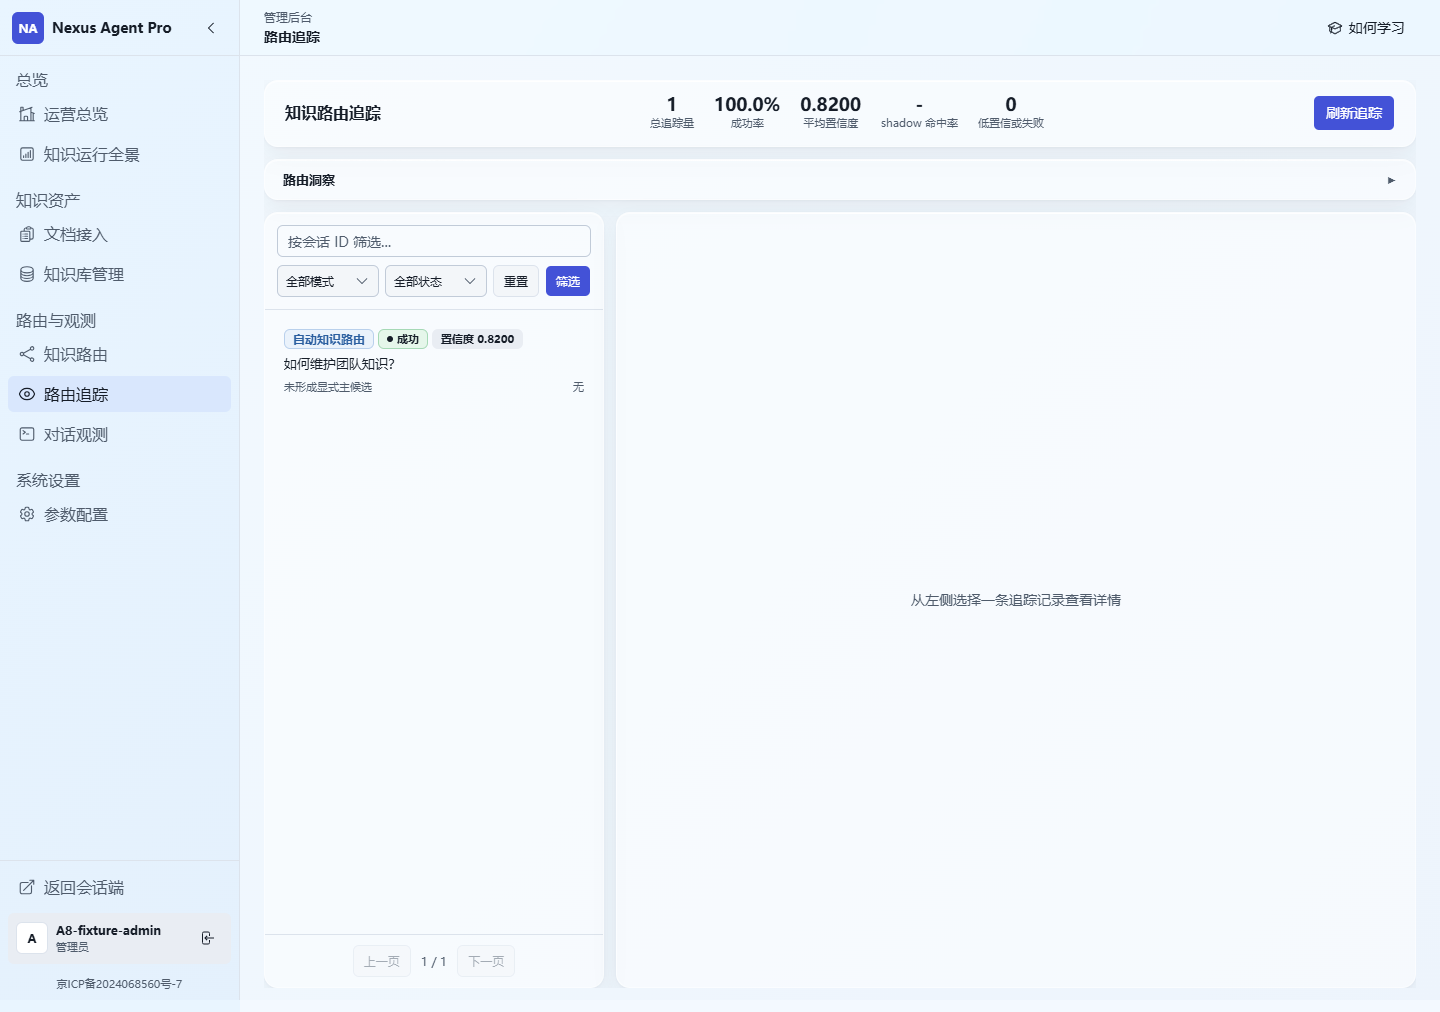 NA Nexus Agent Pro
总览
运营总览
知识运行全景
知识资产
文档接入
知识库管理
路由与观测
知识路由
路由追踪
对话观测
系统设置
参数配置
返回会话端
A A8-fixture-admin
管理员
京ICP备2024068560号-7
管理后台
路由追踪
如何学习
知识路由追踪
1 100.0% 0.8200 - 0
总追踪量 成功率 平均置信度 shadow 命中率 低置信或失败
刷新追踪
路由洞察
按会话 ID 筛选...
全部模式 全部状态 重置 筛选
自动知识路由 成功 置信度 0.8200
如何维护团队知识?
未形成显式主候选 无
上一页 1 / 1 下一页
从左侧选择一条追踪记录查看详情